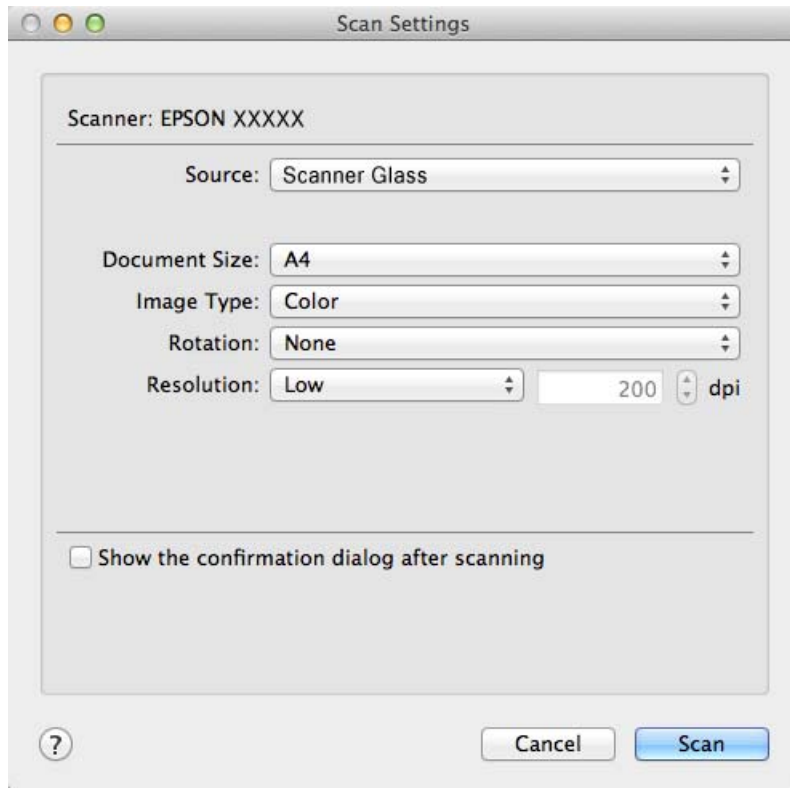 Scan Settings
Scanner: EPSON XXXXX
Source: Scanner Glass
Document Size: A4
Image Type: Color
Rotation: None
Resolution: Low 200 dpi
Show the confirmation dialog after scanning
? Cancel Scan